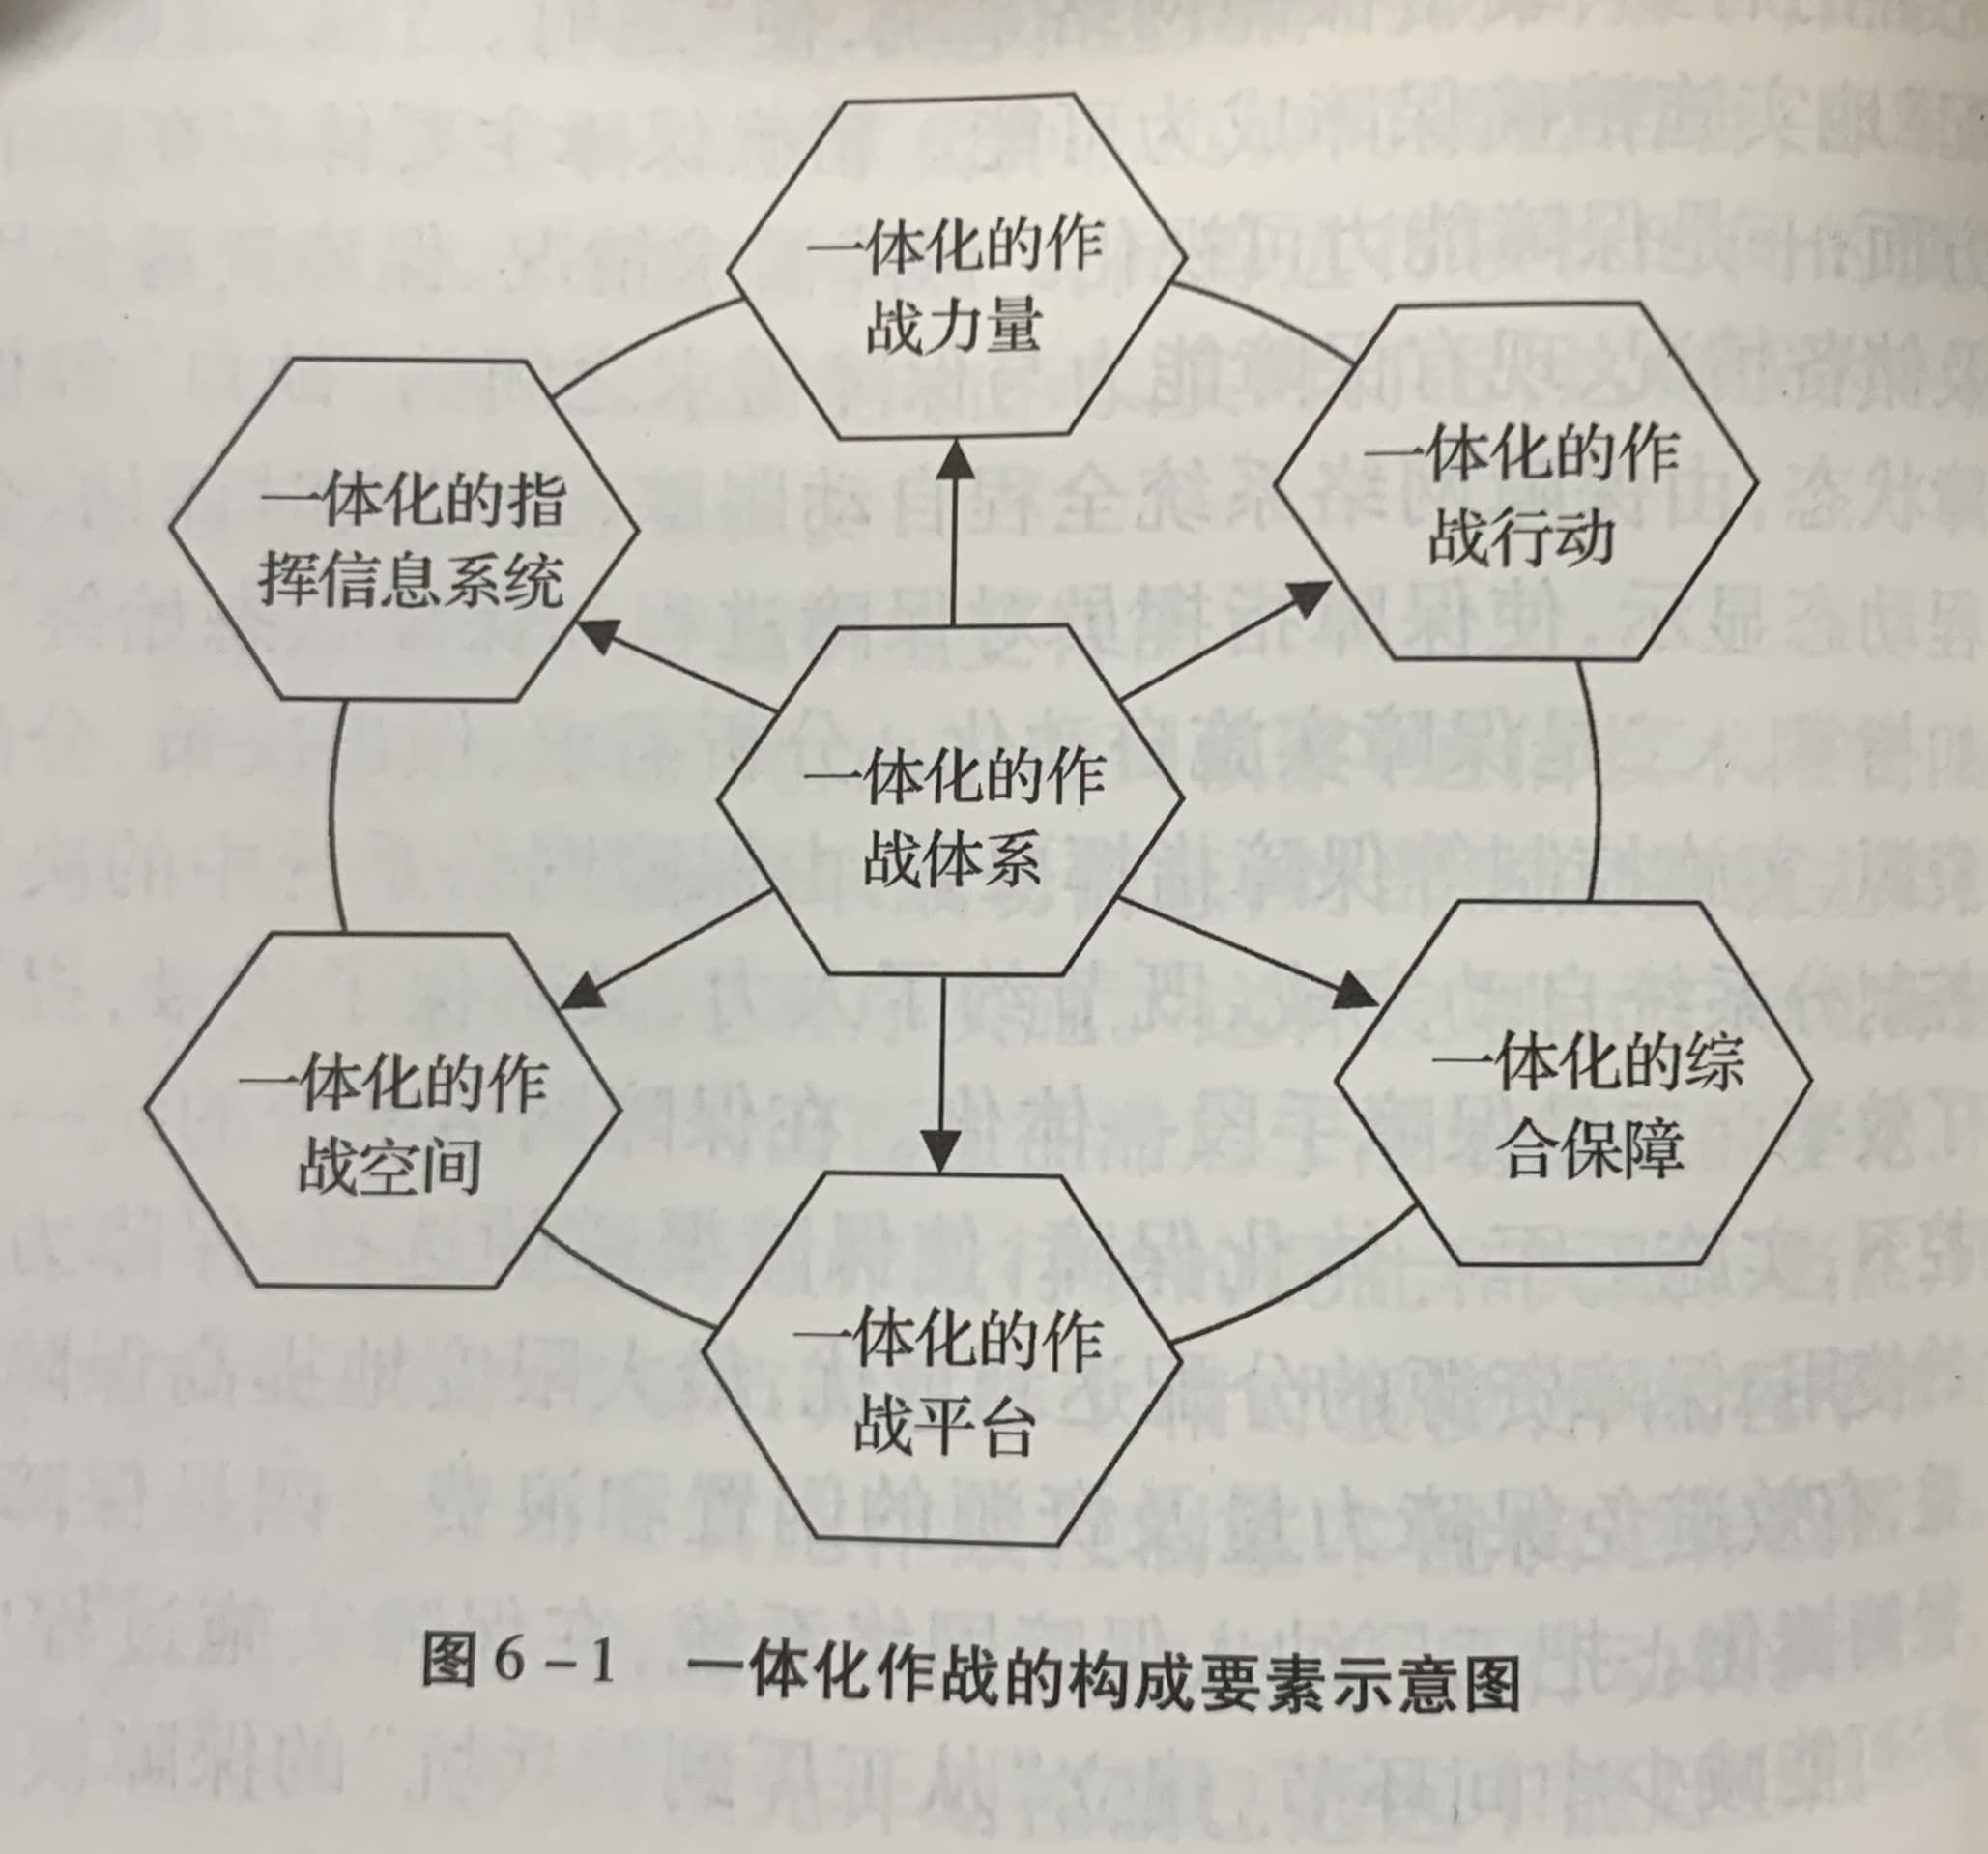 一体化的作
战力量
一体化的作
战行动
一体化的指
挥信息系统
一体化的作
战体系
一体化的综
合保障
一体化的作
战空间
一体化的作
战平台
图6-1 一体化作战的构成要素示意图